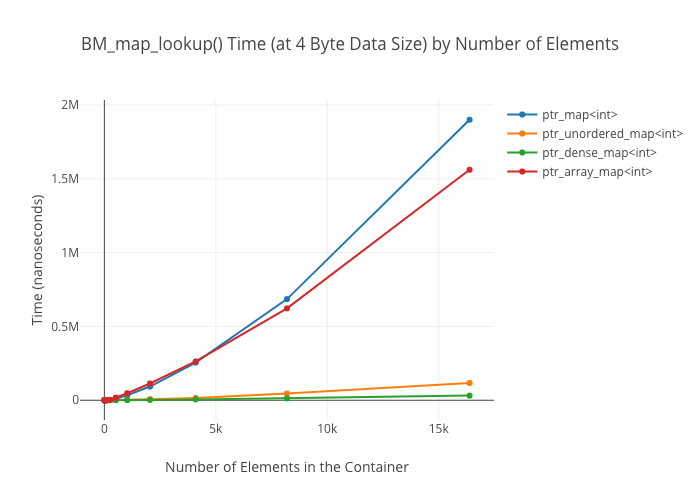 BM_map_lookup() Time (at 4 Byte Data Size) by Number of Elements
ptr_map<int>
ptr_unordered_map<int>
ptr_dense_map<int>
ptr_array_map<int>
Time (nanoseconds)
2M
1.5M
1M
0.5M
0
0 5k 10k 15k
Number of Elements in the Container